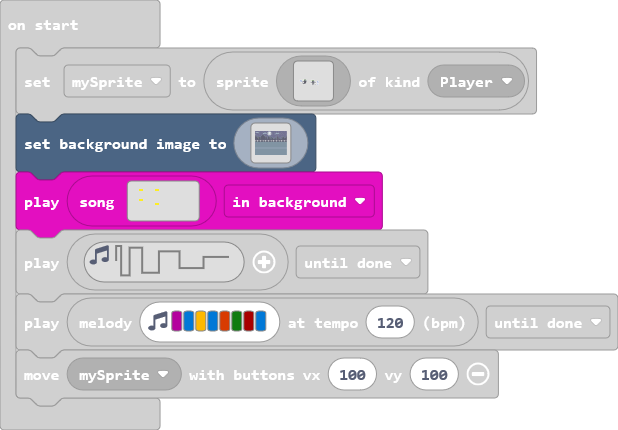 on start
set mySprite to sprite of kind Player
set background image to
play song in background
play until done
play melody at tempo 120 (bpm) until done
move mySprite with buttons vx 100 vy 100